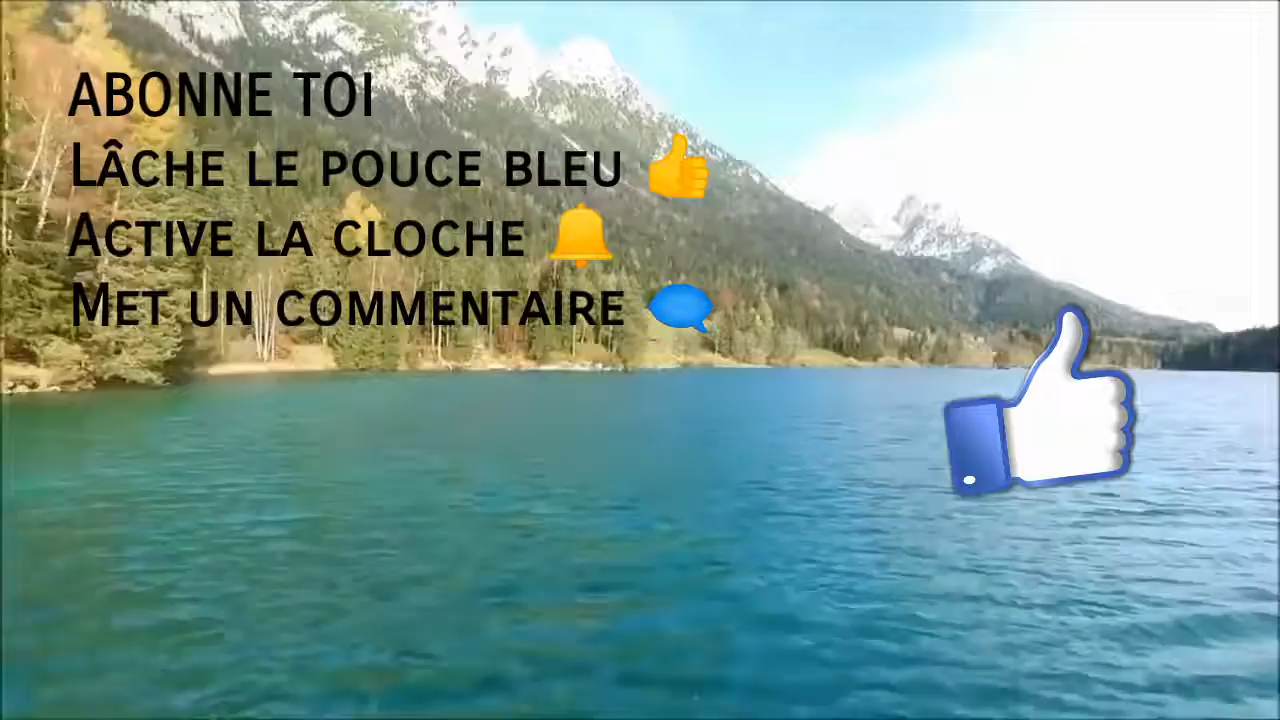 ABONNE TOI
LÂCHE LE POUCE BLEU 👍
ACTIVE LA CLOCHE 🔔
MET UN COMMENTAIRE 🗨